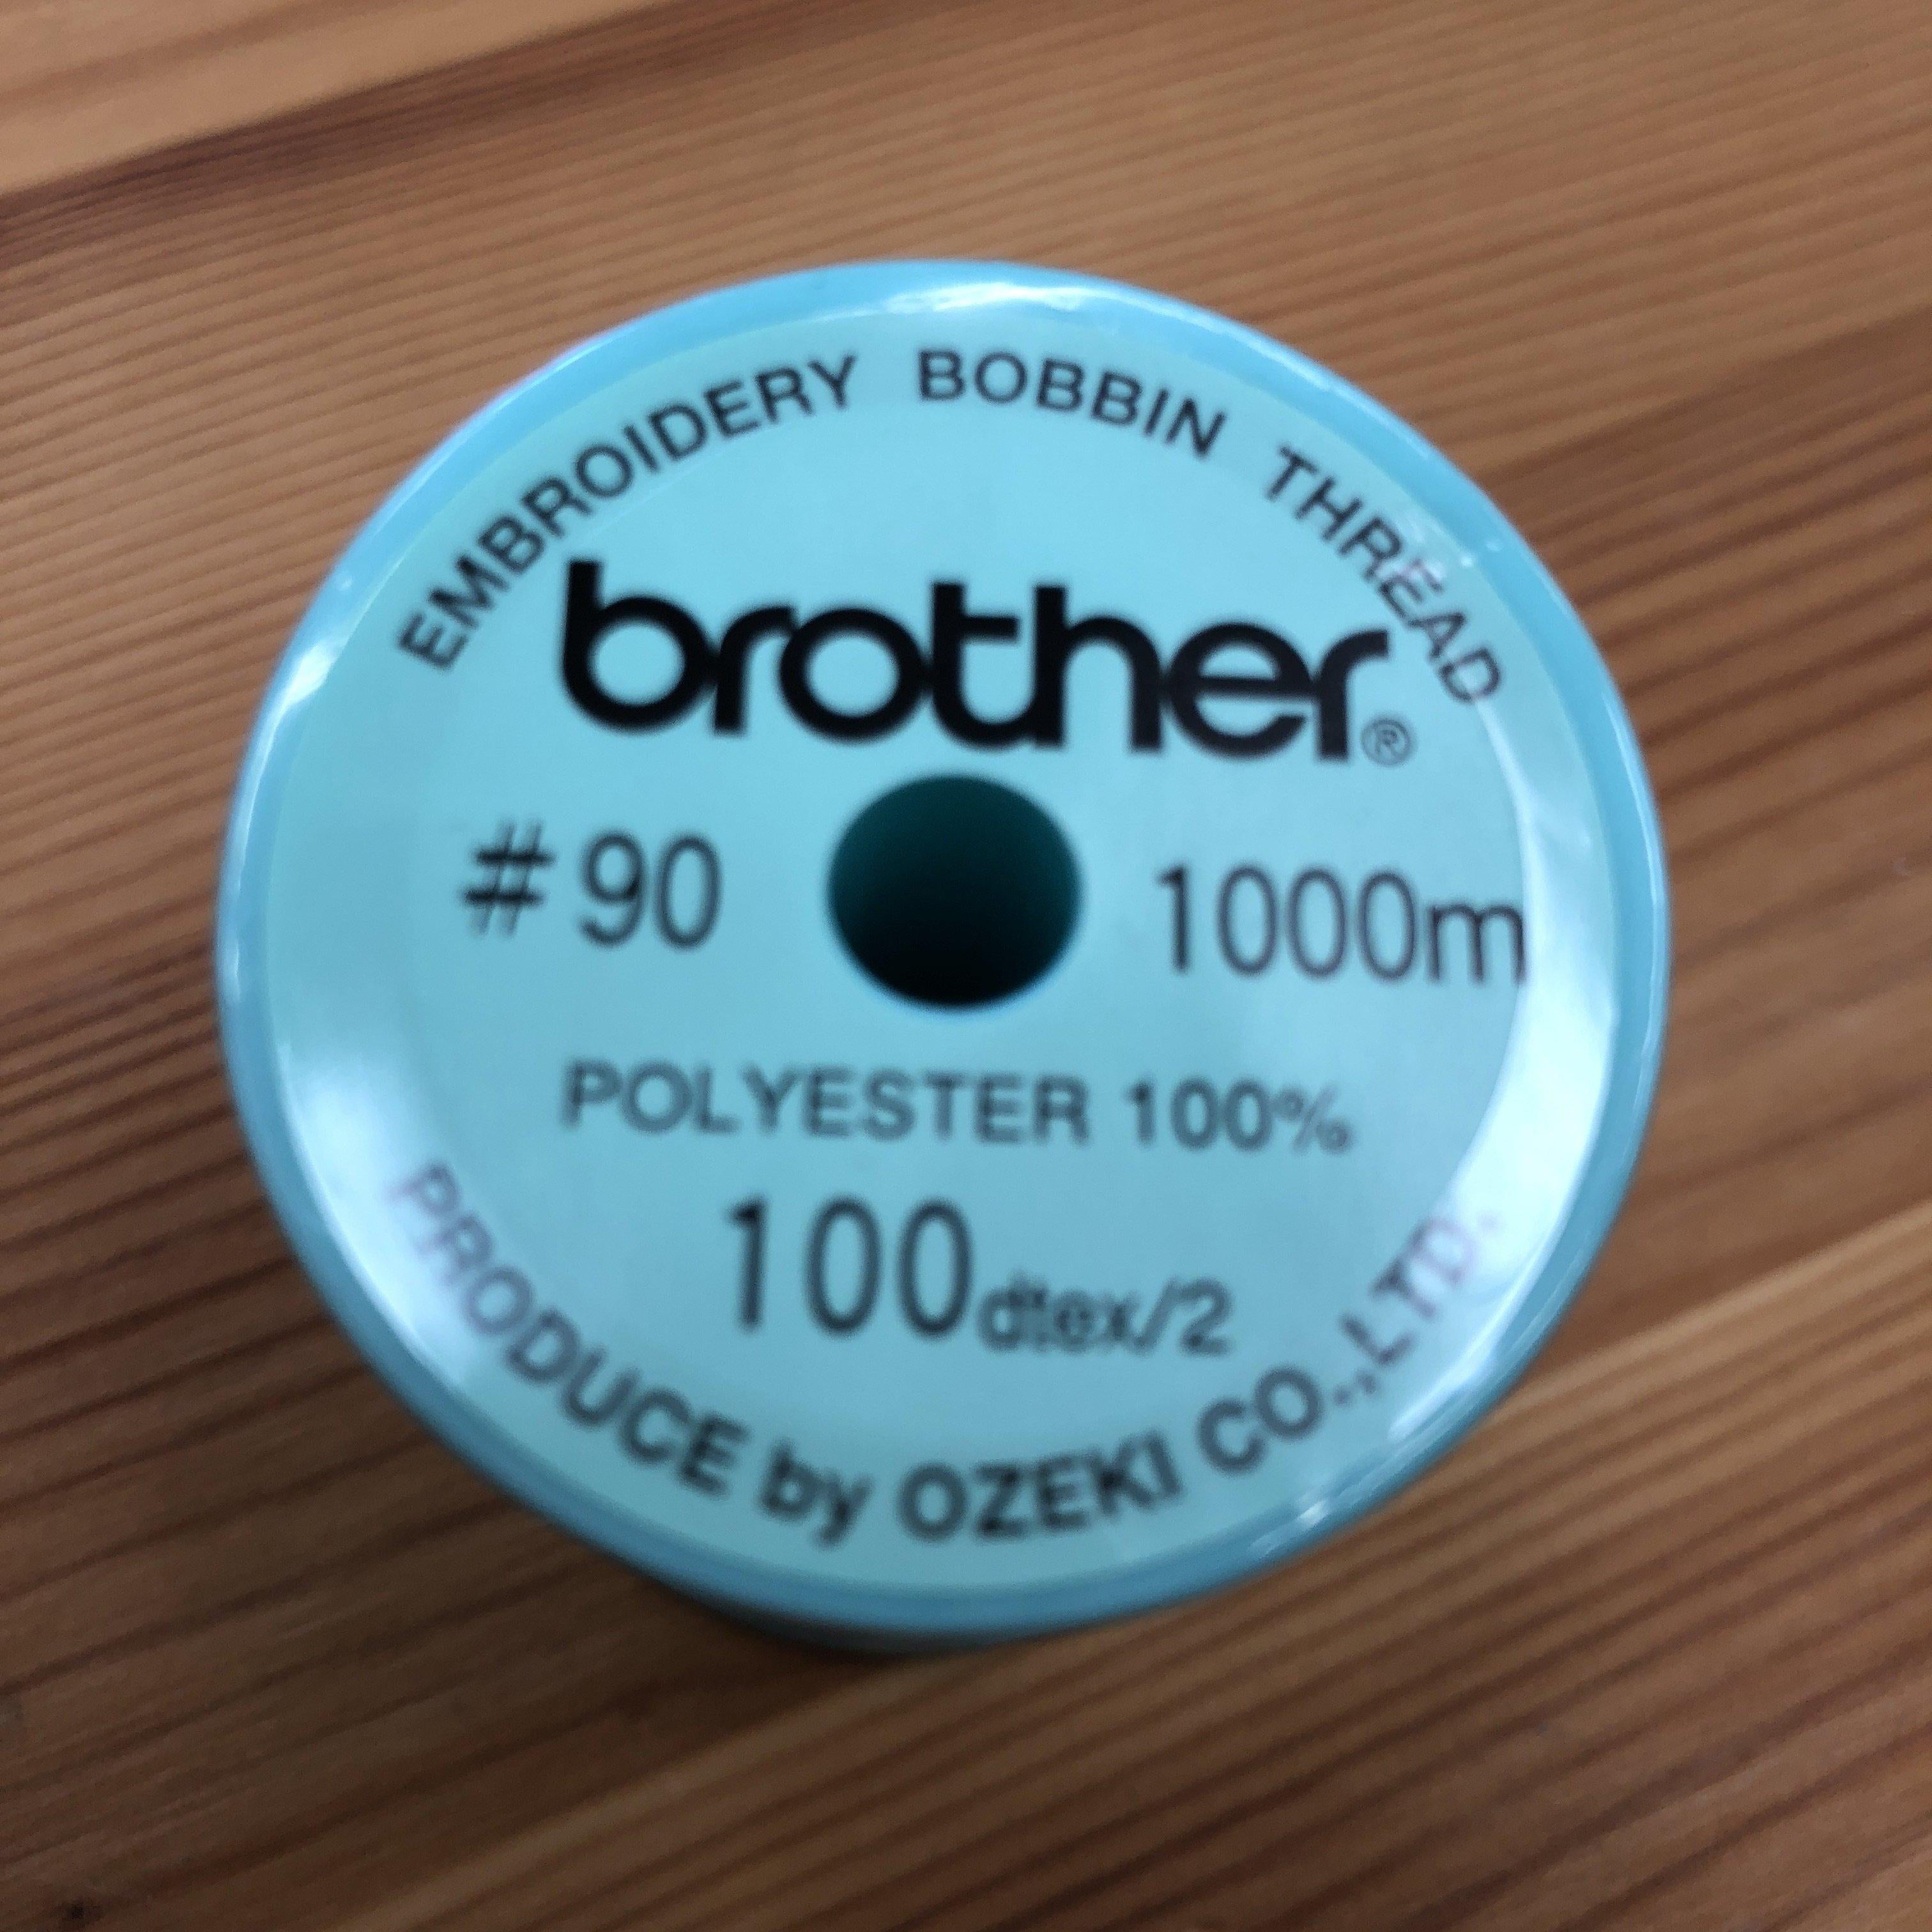 EMBROIDERY BOBBIN THREAD
brother®
#90 1000m
POLYESTER 100%
100dtex/2
PRODUCE by OZEKI CO.,LTD.